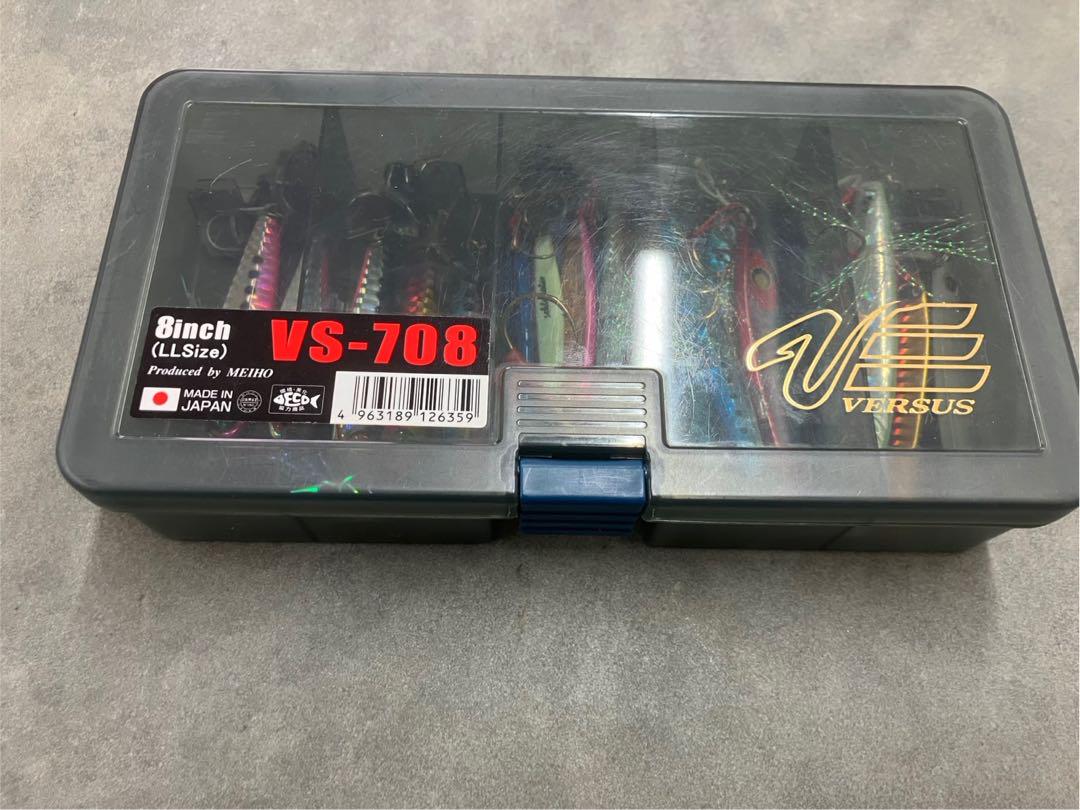 8inch
(LLSize)
VS-708
Produced by MEIHO
MADE IN
JAPAN
ECO
4 963189 126359
VERSUS